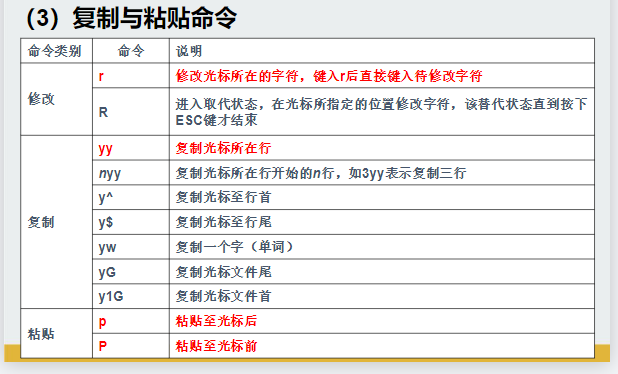 （3）复制与粘贴命令
命令类别 命令 说明
修改
r 修改光标所在的字符，键入r后直接键入待修改字符
R 进入取代状态，在光标所指定的位置修改字符，该替代状态直到按下
ESC键才结束
复制
yy 复制光标所在行
nyy 复制光标所在行开始的n行，如3yy表示复制三行
y^ 复制光标至行首
y$ 复制光标至行尾
yw 复制一个字（单词）
yG 复制光标文件尾
y1G 复制光标文件首
粘贴
p 粘贴至光标后
P 粘贴至光标前